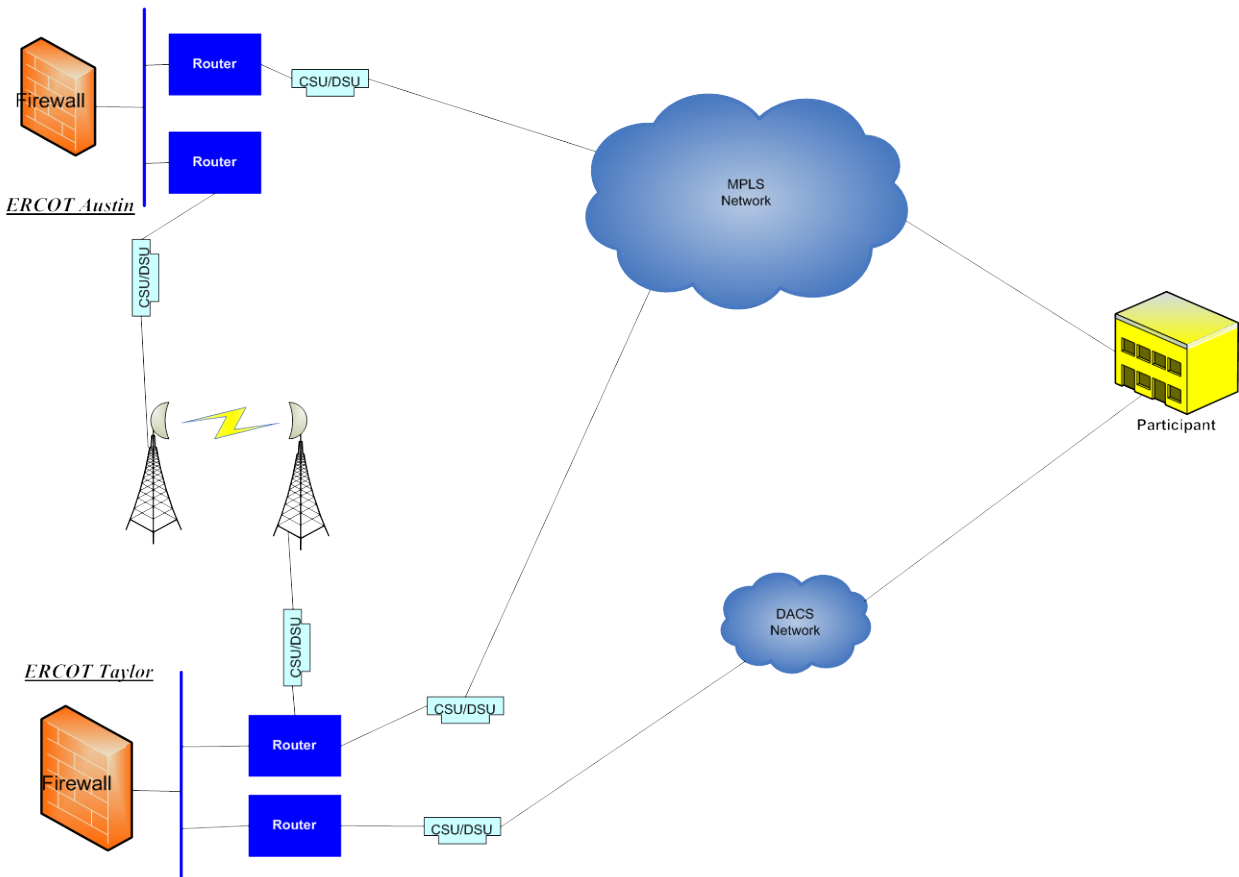 Router
CSU/DSU
Firewall
Router
ERCOT Austin
MPLS
Network
CSU/DSU
Participant
DACS
Network
CSU/DSU
ERCOT Taylor
CSU/DSU
Router
Firewall
Router
CSU/DSU